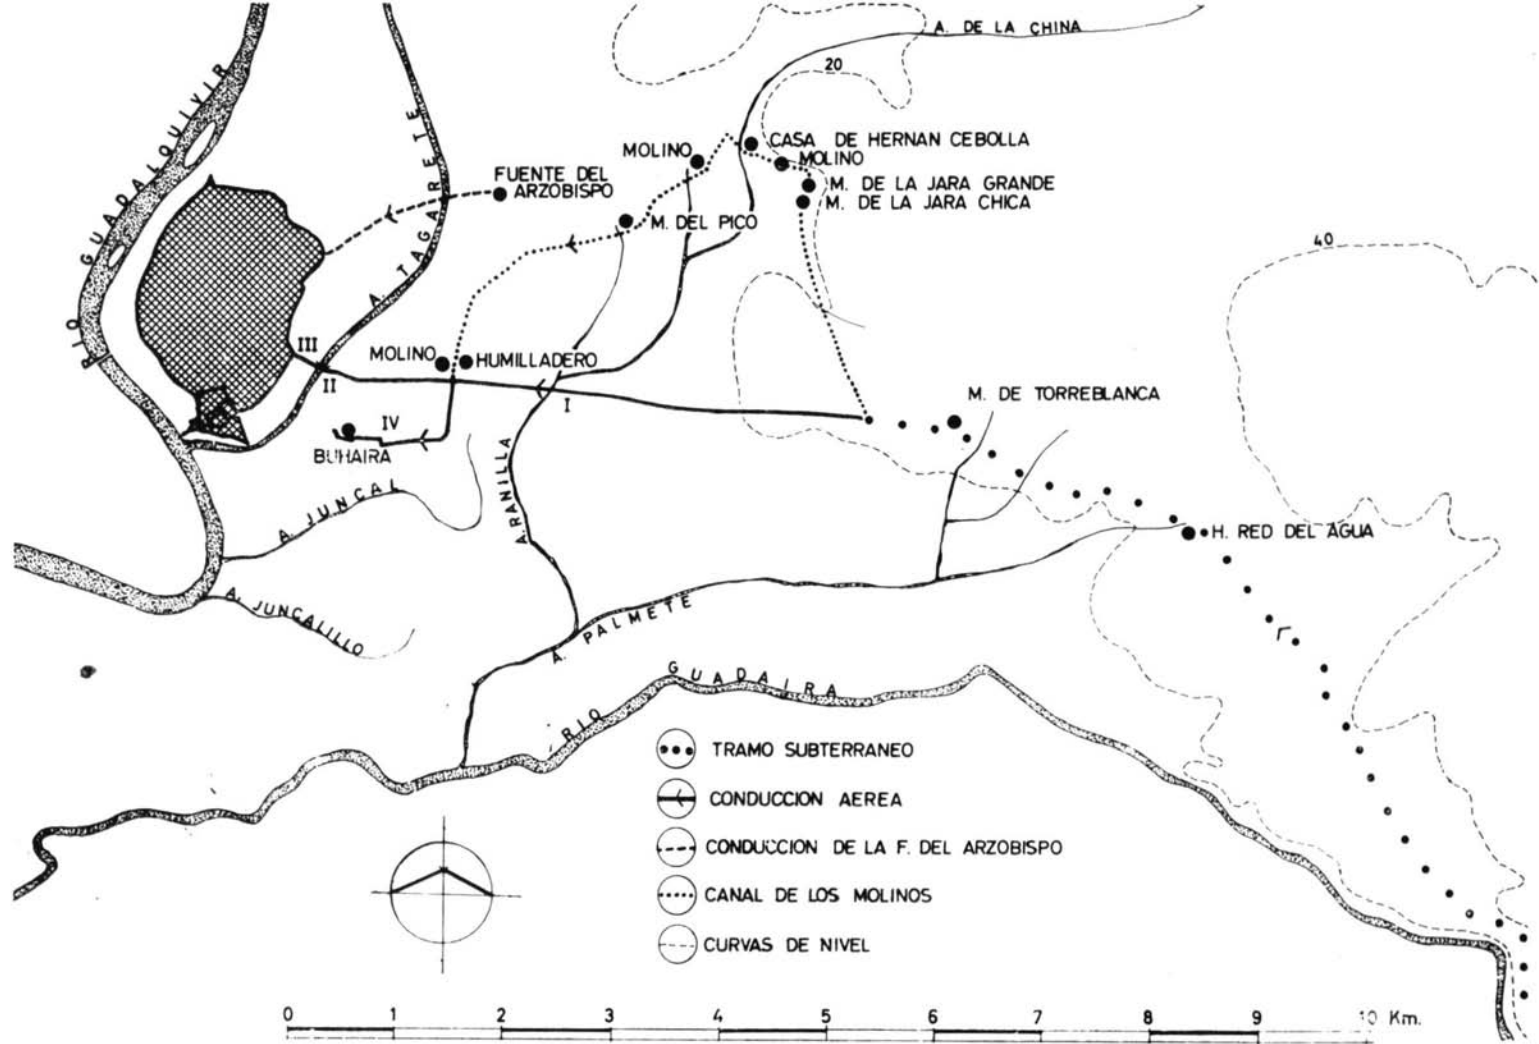 A. DE LA CHINA
20
RIO GUADALQUIVIR
A. TAGARETE
CASA DE HERNAN CEBOLLA
MOLINO
MOLINO
FUENTE DEL
ARZOBISPO
M. DE LA JARA GRANDE
M. DE LA JARA CHICA
M. DEL PICO
40
III
II
MOLINO
HUMILLADERO
I
M. DE TORREBLANCA
IV
BUHAIRA
A. RANILLA
A. JUNCAL
H. RED DEL AGUA
A. JUNCALILLO
A. PALMETE
RIO GUADAIRA
TRAMO SUBTERRANEO
CONDUCCION AEREA
CONDUCCION DE LA F. DEL ARZOBISPO
CANAL DE LOS MOLINOS
CURVAS DE NIVEL
0 1 2 3 4 5 6 7 8 9 10 Km.